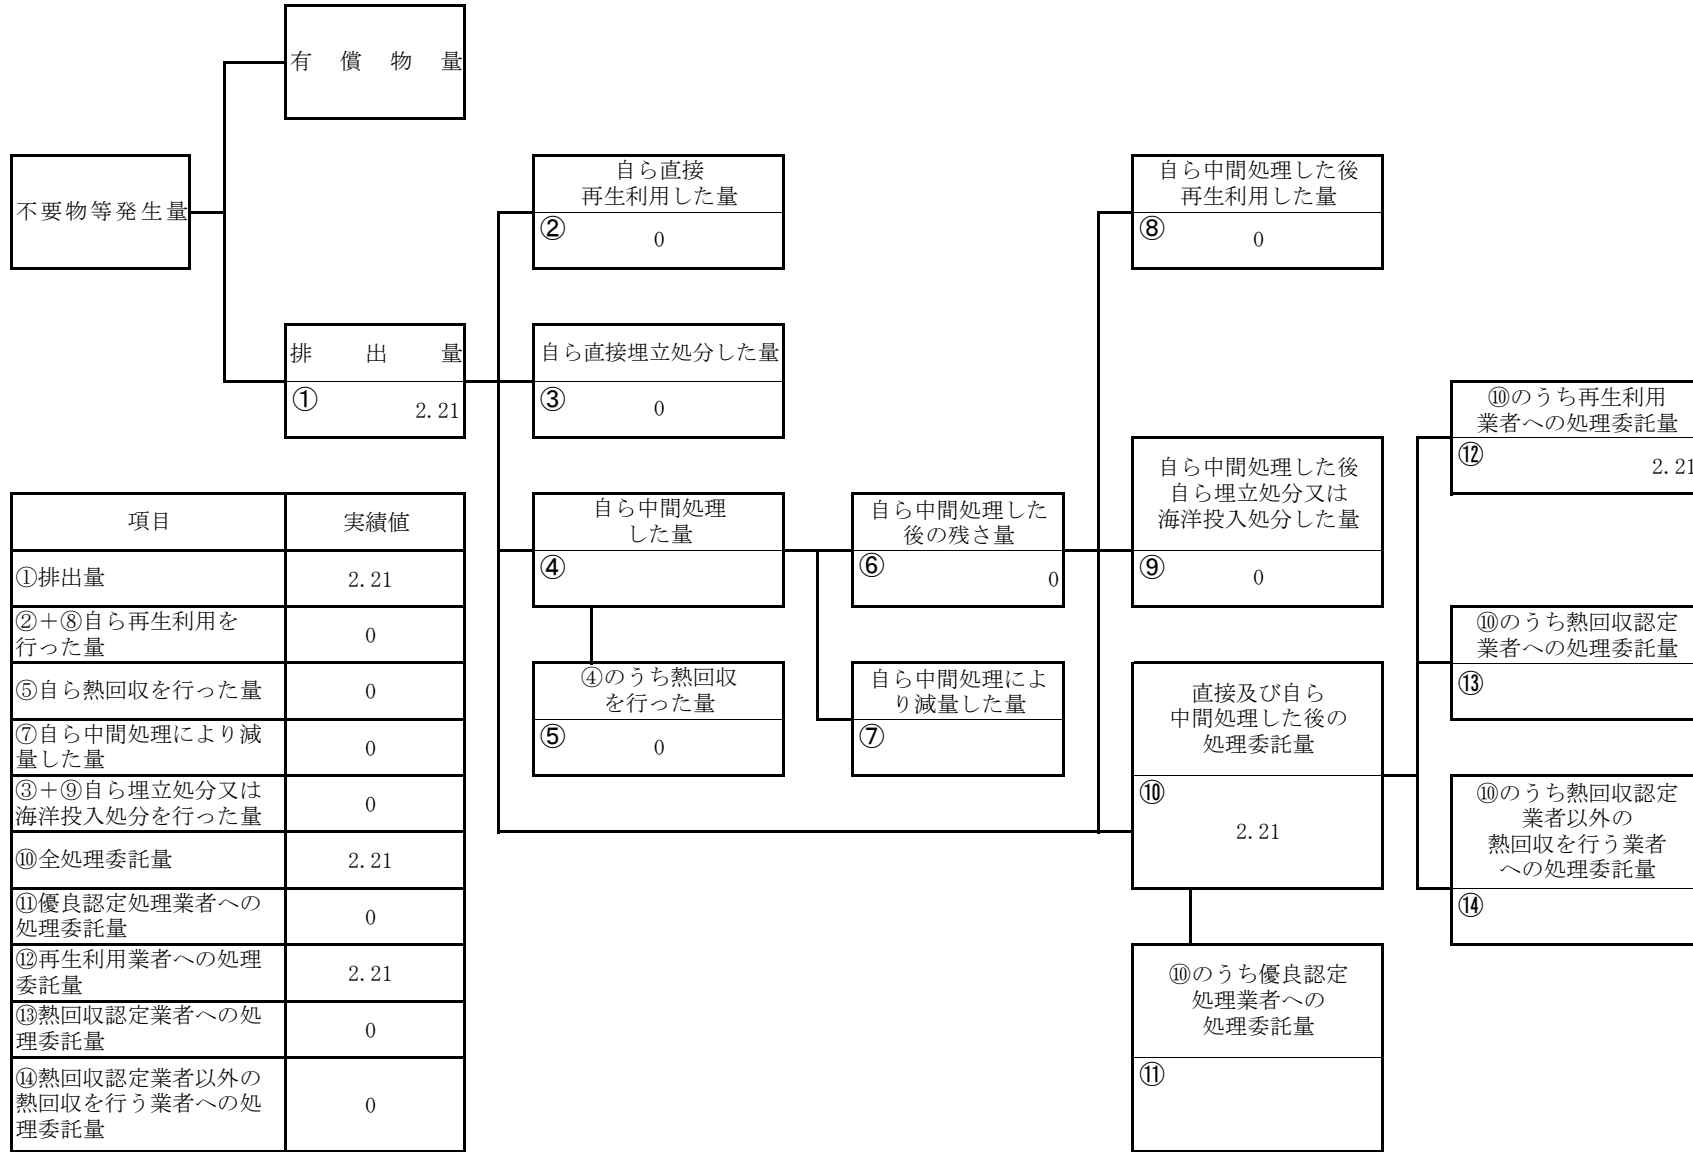 有償物量
不要物等発生量
排出量
① 2.21
自ら直接
再生利用した量
② 0
自ら直接埋立処分した量
③ 0
自ら中間処理
した量
④
④のうち熱回収
を行った量
⑤ 0
自ら中間処理した
後の残さ量
⑥ 0
自ら中間処理によ
り減量した量
⑦
自ら中間処理した後
再生利用した量
⑧ 0
自ら中間処理した後
自ら埋立処分又は
海洋投入処分した量
⑨ 0
直接及び自ら
中間処理した後の
処理委託量
⑩
2.21
⑩のうち優良認定
処理業者への
処理委託量
⑪
⑩のうち再生利用
業者への処理委託量
⑫ 2.21
⑩のうち熱回収認定
業者への処理委託量
⑬
⑩のうち熱回収認定
業者以外の
熱回収を行う業者
への処理委託量
⑭
項目 実績値
①排出量 2.21
②＋⑧自ら再生利用を
行った量 0
⑤自ら熱回収を行った量 0
⑦自ら中間処理により減
量した量 0
③＋⑨自ら埋立処分又は
海洋投入処分を行った量 0
⑩全処理委託量 2.21
⑪優良認定処理業者への
処理委託量 0
⑫再生利用業者への処理
委託量 2.21
⑬熱回収認定業者への処
理委託量 0
⑭熱回収認定業者以外の
熱回収を行う業者への処
理委託量 0